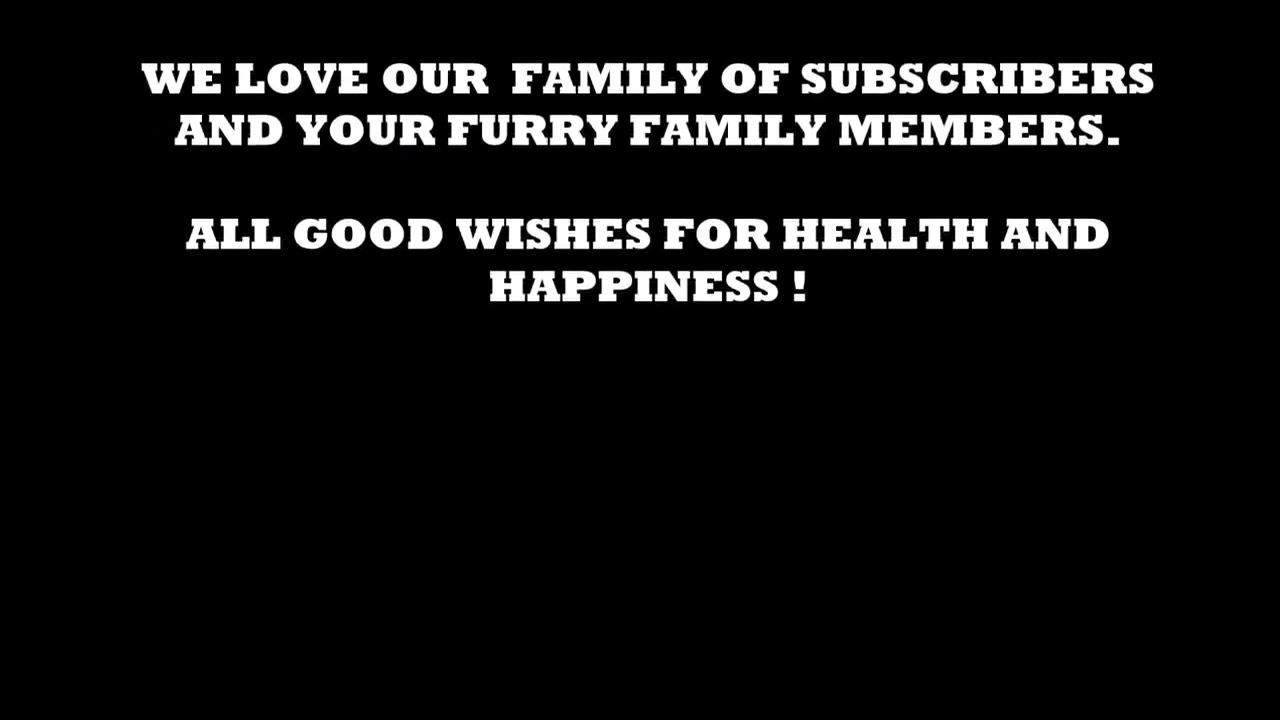 WE LOVE OUR  FAMILY OF SUBSCRIBERS
AND YOUR FURRY FAMILY MEMBERS.
ALL GOOD WISHES FOR HEALTH AND
HAPPINESS !